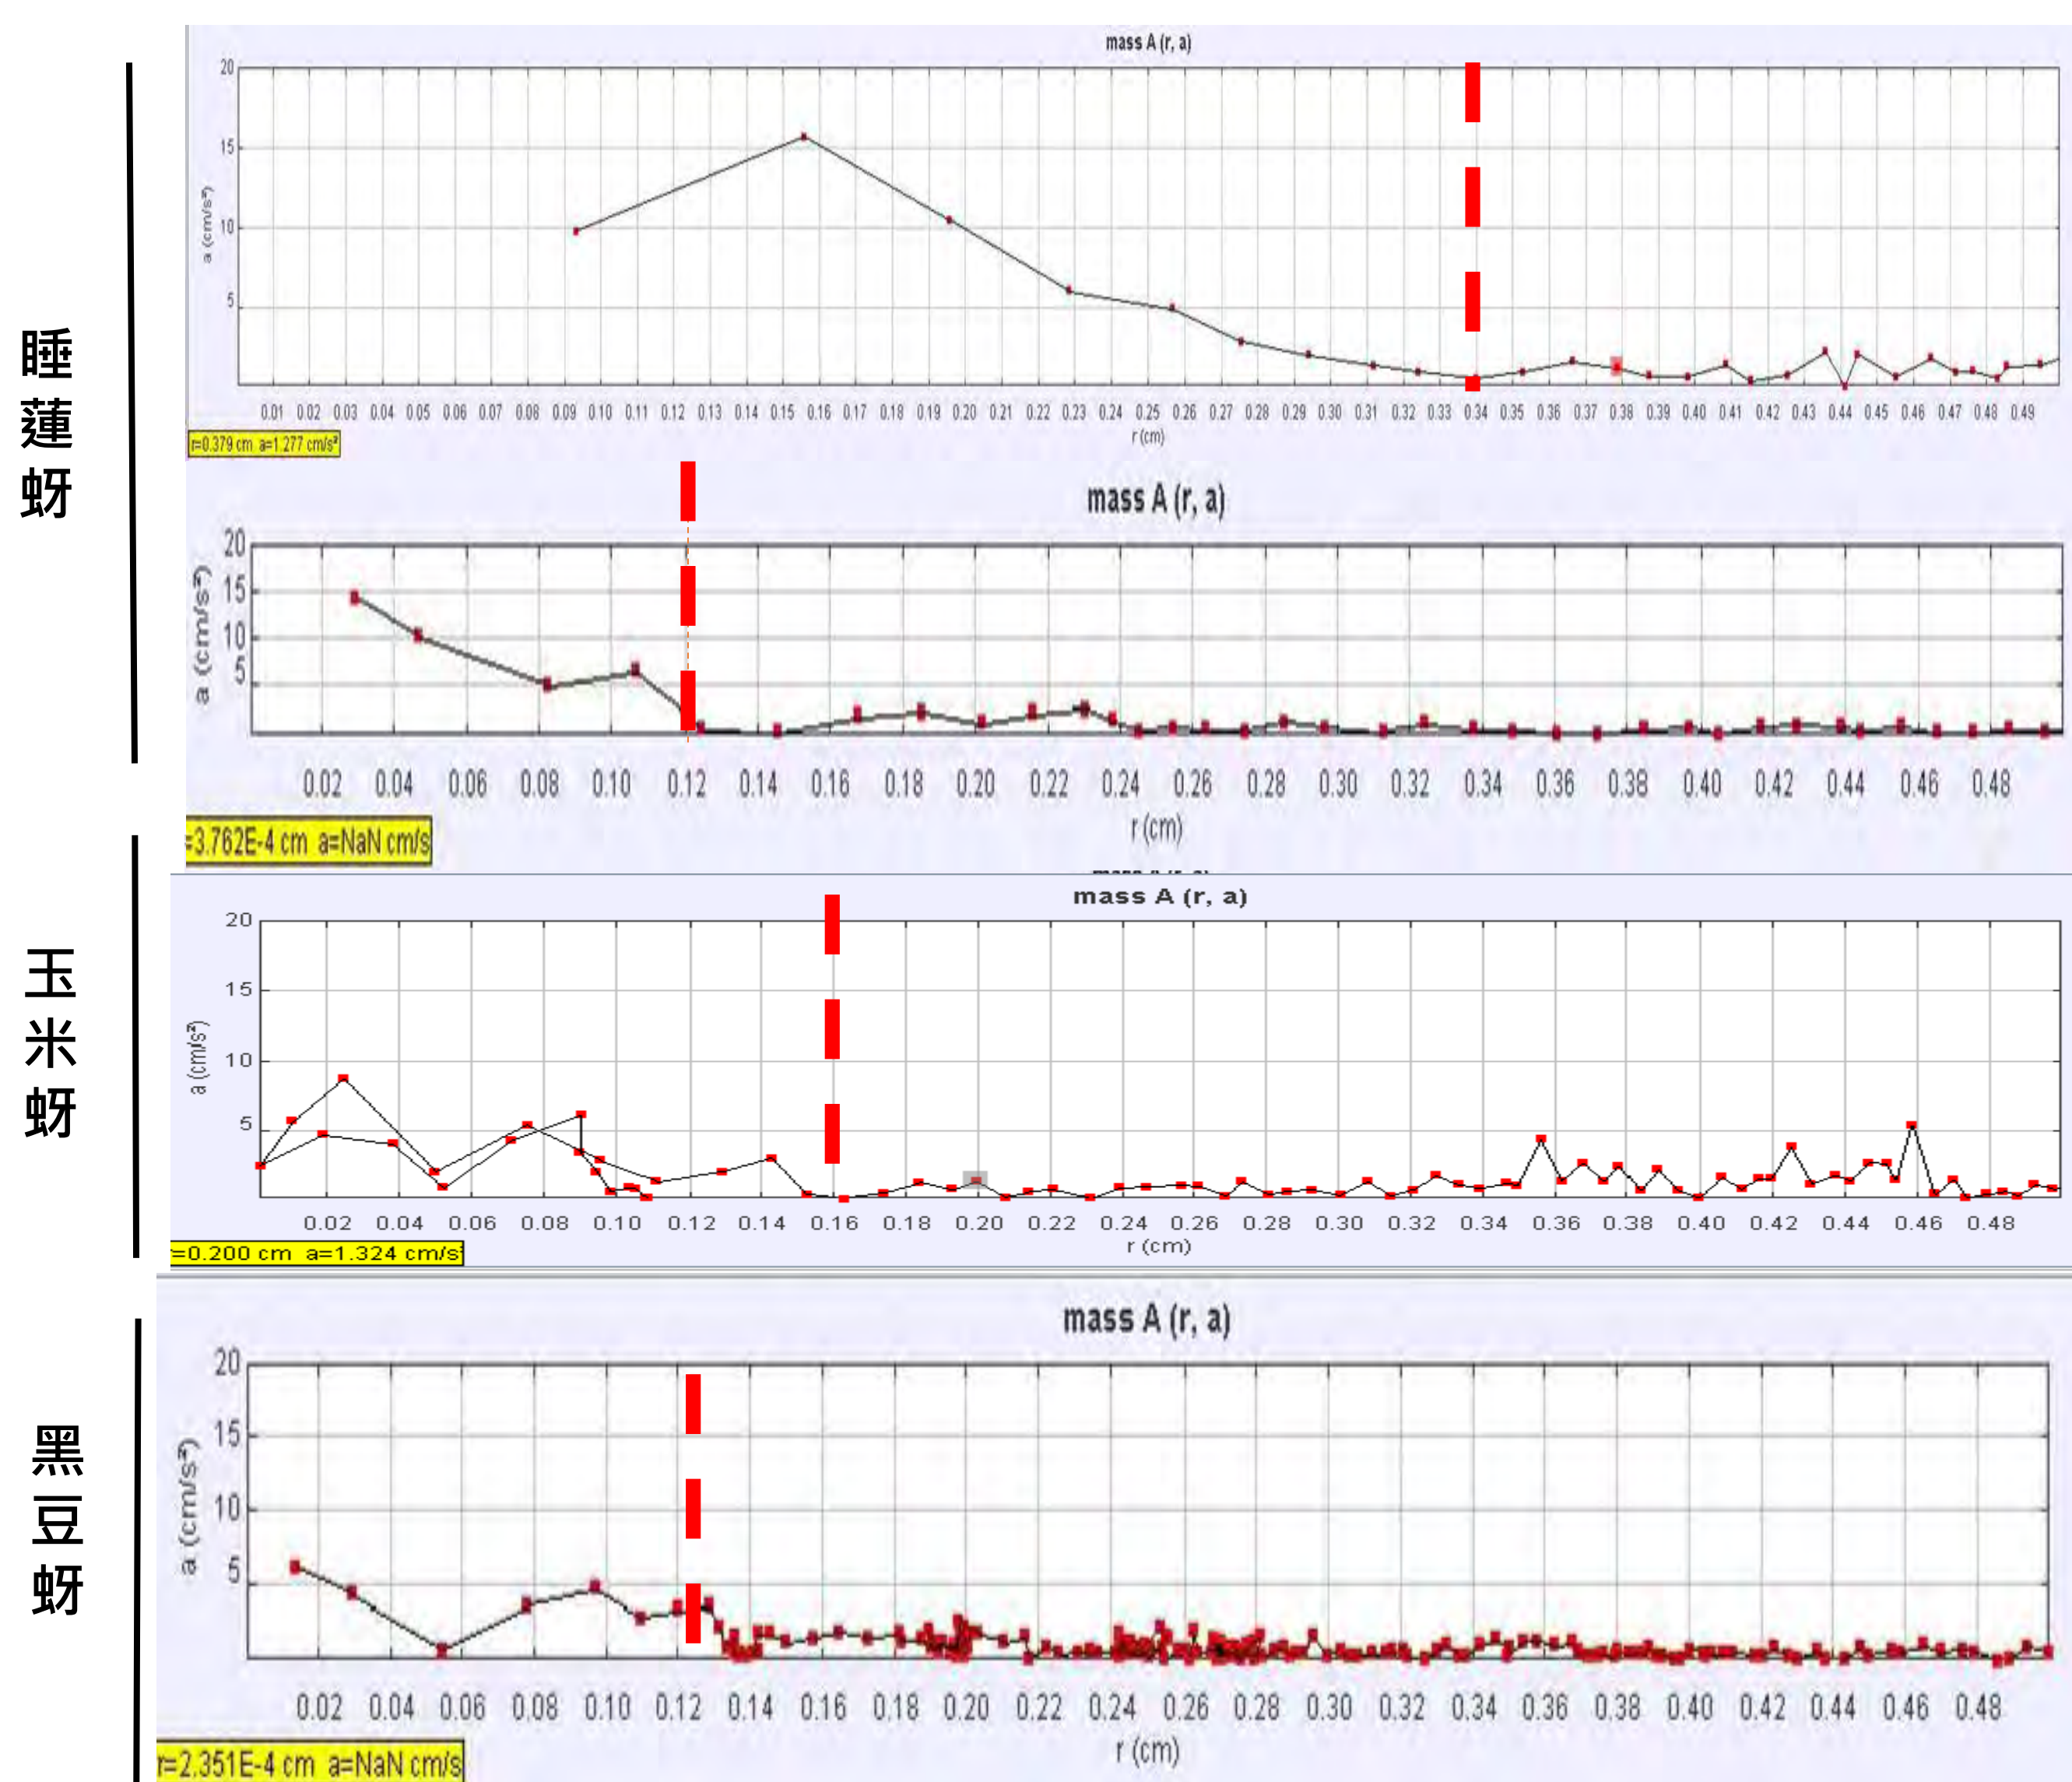 睡蓮蚜
mass A (r, a)
20
15
10
5
a (cm/s²)
0.01 0.02 0.03 0.04 0.05 0.06 0.07 0.08 0.09 0.10 0.11 0.12 0.13 0.14 0.15 0.16 0.17 0.18 0.19 0.20 0.21 0.22 0.23 0.24 0.25 0.26 0.27 0.28 0.29 0.30 0.31 0.32 0.33 0.34 0.35 0.36 0.37 0.38 0.39 0.40 0.41 0.42 0.43 0.44 0.45 0.46 0.47 0.48 0.49
r (cm)
r=0.379 cm a=1.277 cm/s²
mass A (r, a)
20
15
10
5
a (cm/s²)
0.02 0.04 0.06 0.08 0.10 0.12 0.14 0.16 0.18 0.20 0.22 0.24 0.26 0.28 0.30 0.32 0.34 0.36 0.38 0.40 0.42 0.44 0.46 0.48
r (cm)
=3.762E-4 cm a=NaN cm/s
玉米蚜
mass A (r, a)
20
15
10
5
a (cm/s²)
0.02 0.04 0.06 0.08 0.10 0.12 0.14 0.16 0.18 0.20 0.22 0.24 0.26 0.28 0.30 0.32 0.34 0.36 0.38 0.40 0.42 0.44 0.46 0.48
r (cm)
r=0.200 cm a=1.324 cm/s²
黑豆蚜
mass A (r, a)
20
15
10
5
a (cm/s²)
0.02 0.04 0.06 0.08 0.10 0.12 0.14 0.16 0.18 0.20 0.22 0.24 0.26 0.28 0.30 0.32 0.34 0.36 0.38 0.40 0.42 0.44 0.46 0.48
r (cm)
r=2.351E-4 cm a=NaN cm/s